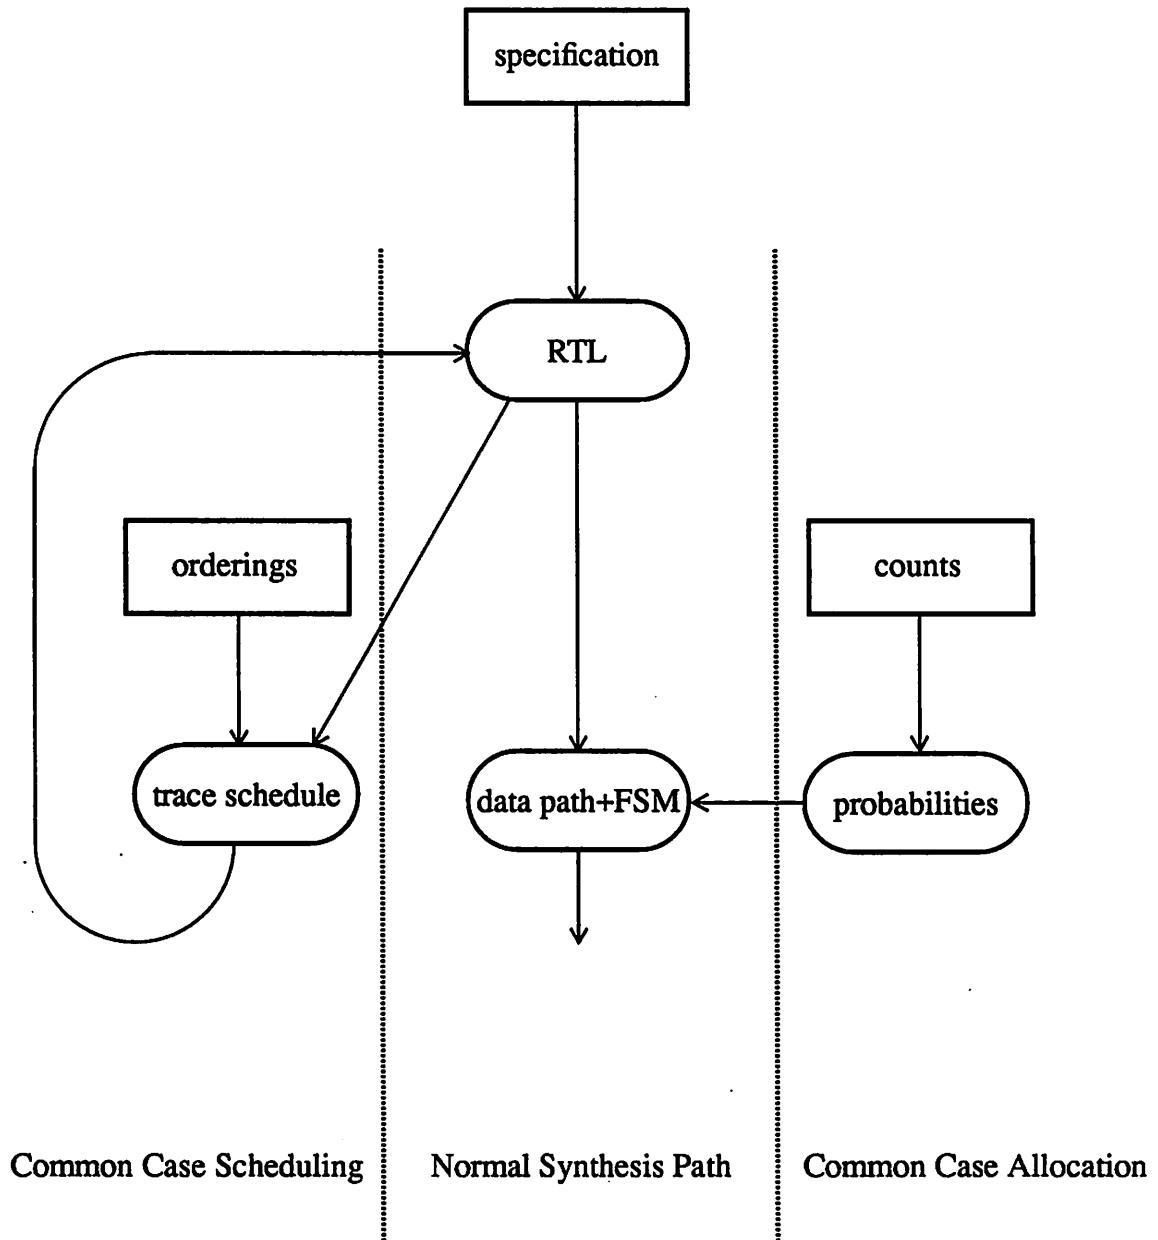 specification
RTL
orderings
counts
trace schedule
data path+FSM
probabilities
Common Case Scheduling
Normal Synthesis Path
Common Case Allocation